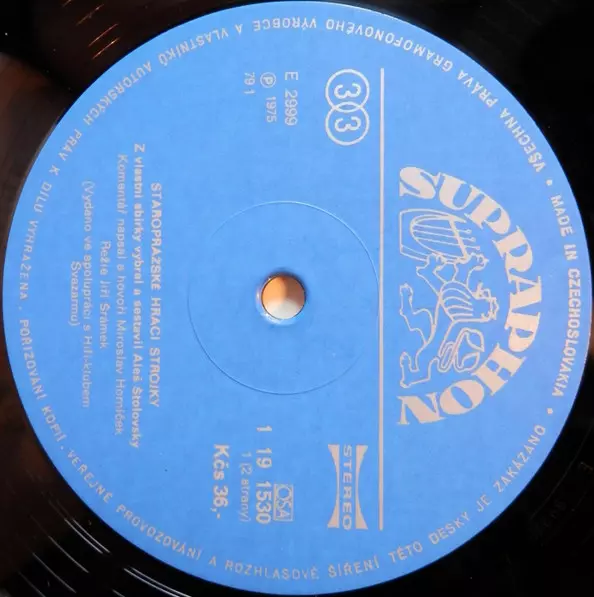 SUPRAPHON
33
E 2999
℗ 1975
79 1
STEREO
OSA
1 19 1530
1 (2 strany)
Kčs 36,-
STAROPRAŽSKÉ HRACÍ STROJKY
Z vlastní sbírky vybral a sestavil Aleš Štolovský
Komentář napsal a hovoří Miroslav Horníček
Režie Jiří Šrámek
(Vydáno ve spolupráci s Hifi-klubem
Svazarmu)
VŠECHNA PRÁVA GRAMOFONOVÉHO VÝROBCE A VLASTNÍKŮ AUTORSKÝCH PRÁV K DÍLU VYHRAŽENA. POŘIZOVÁNÍ KOPIÍ, VEŘEJNÉ PROVOZOVÁNÍ A ROZHLASOVÉ ŠÍŘENÍ TÉTO DESKY JE ZAKÁZÁNO • MADE IN CZECHOSLOVAKIA •